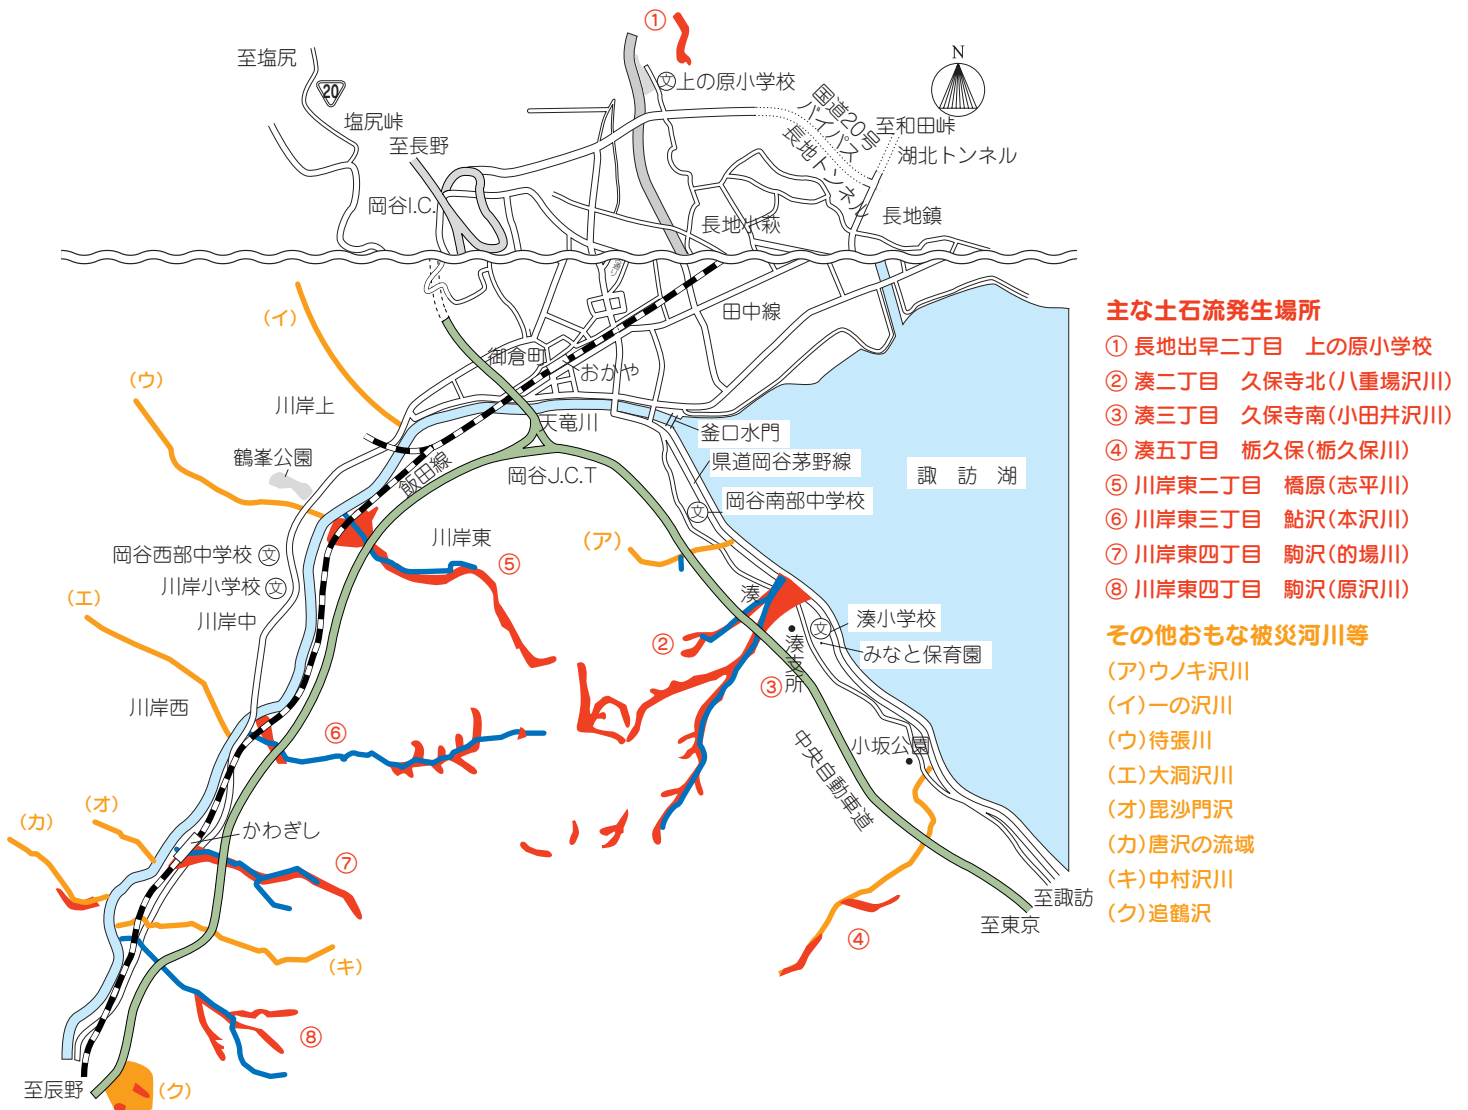 ①
至塩尻
20
塩尻峠
至長野
岡谷I.C.
文
上の原小学校
国道20号
バイパス
長地トンネル
至和田峠
湖北トンネル
N
長地小萩
長地鎮
田中線
(イ)
御倉町
おかや
(ウ)
川岸上
天竜川
釜口水門
鶴峯公園
飯田線
岡谷J.C.T
県道岡谷茅野線
諏訪湖
文
岡谷南部中学校
岡谷西部中学校
文
川岸東
(ア)
⑤
川岸小学校
文
(エ)
川岸中
湊
②
湊支所
文
湊小学校
みなと保育園
③
川岸西
⑥
中央自動車道
小坂公園
(オ)
(カ)
かわぎし
⑦
至諏訪
至東京
④
(キ)
⑧
至辰野
(ク)
主な土石流発生場所
① 長地出早二丁目　上の原小学校
② 湊二丁目　久保寺北(八重場沢川)
③ 湊三丁目　久保寺南(小田井沢川)
④ 湊五丁目　栃久保(栃久保川)
⑤ 川岸東二丁目　橋原(志平川)
⑥ 川岸東三丁目　鮎沢(本沢川)
⑦ 川岸東四丁目　駒沢(的場川)
⑧ 川岸東四丁目　駒沢(原沢川)
その他おもな被災河川等
(ア)ウノキ沢川
(イ)一の沢川
(ウ)待張川
(エ)大洞沢川
(オ)毘沙門沢
(カ)唐沢の流域
(キ)中村沢川
(ク)追鶴沢